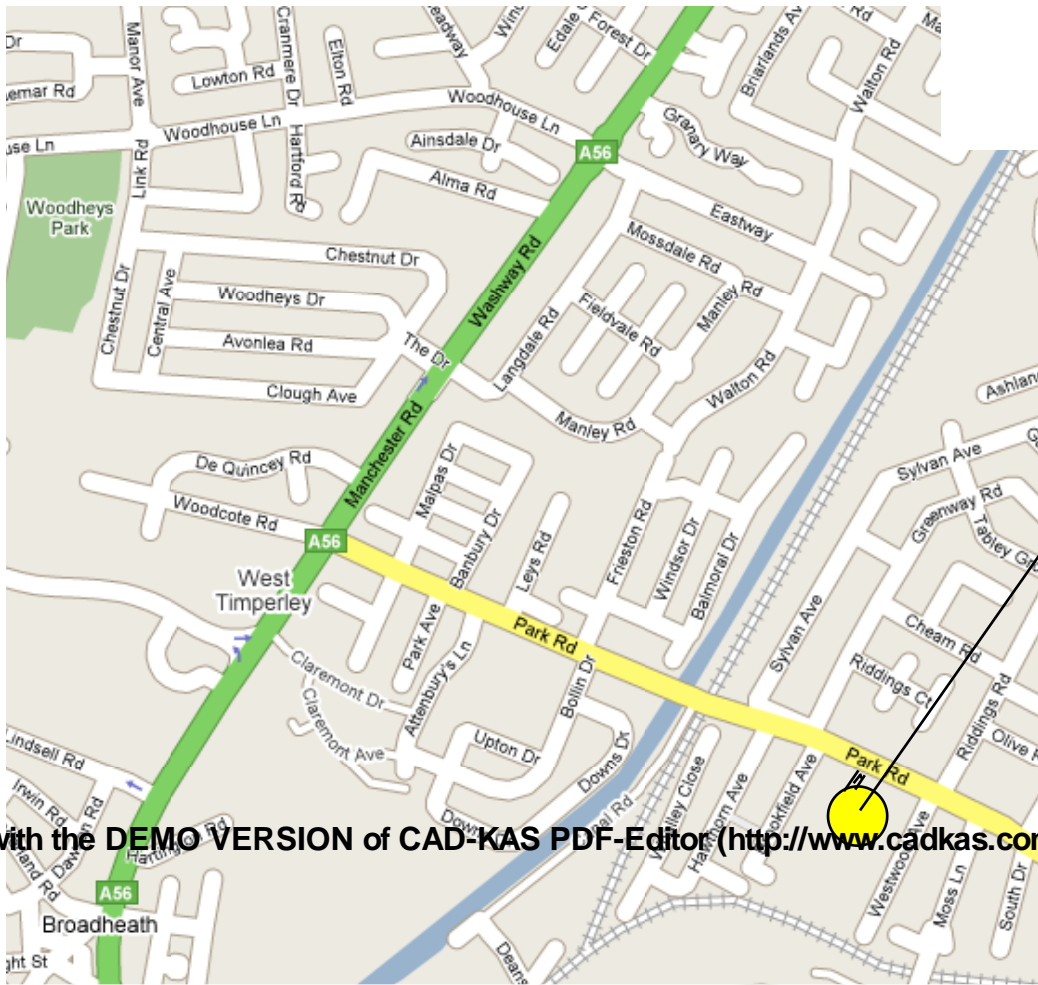 Manor Ave
Dr
emar Rd
Lowton Rd
Cranmere Dr
Elton Rd
eadway
Edale
Forest Dr
Briarlands Av
Rd
Walton Rd
Woodhouse Ln
Woodhouse Ln
use Ln
Link Rd
Hartford Rd
Ainsdale Dr
A56
Granary Way
Alma Rd
Woodheys
Park
Eastway
Mossdale Rd
Chestnut Dr
Washway Rd
Chestnut Dr
Central Ave
Woodheys Dr
Manley Rd
Fieldvale Rd
Avonlea Rd
The Dr
Langdale Rd
Clough Ave
Walton Rd
Manley Rd
Ashlan
Manchester Rd
De Quincey Rd
Malpas Dr
Sylvan Ave
Woodcote Rd
Greenway Rd
Tabley Gr
A56
Banbury Dr
Leys Rd
Frieston Rd
Windsor Dr
Balmoral Dr
West
Timperley
Park Rd
Park Ave
Sylvan Ave
Cheam Rd
Claremont Dr
Attenbury's Ln
Bollin Dr
Riddings Ct
Riddings Rd
Claremont Ave
Upton Dr
Downs Dr
Olive
Lindsell Rd
Park Rd
Irwin Rd
with the DEMO VERSION of CAD-KAS PDF-Editor (http://www.cadkas.com
Westwood Ave
Moss Ln
South Dr
A56
Broadheath
ght St
Deans